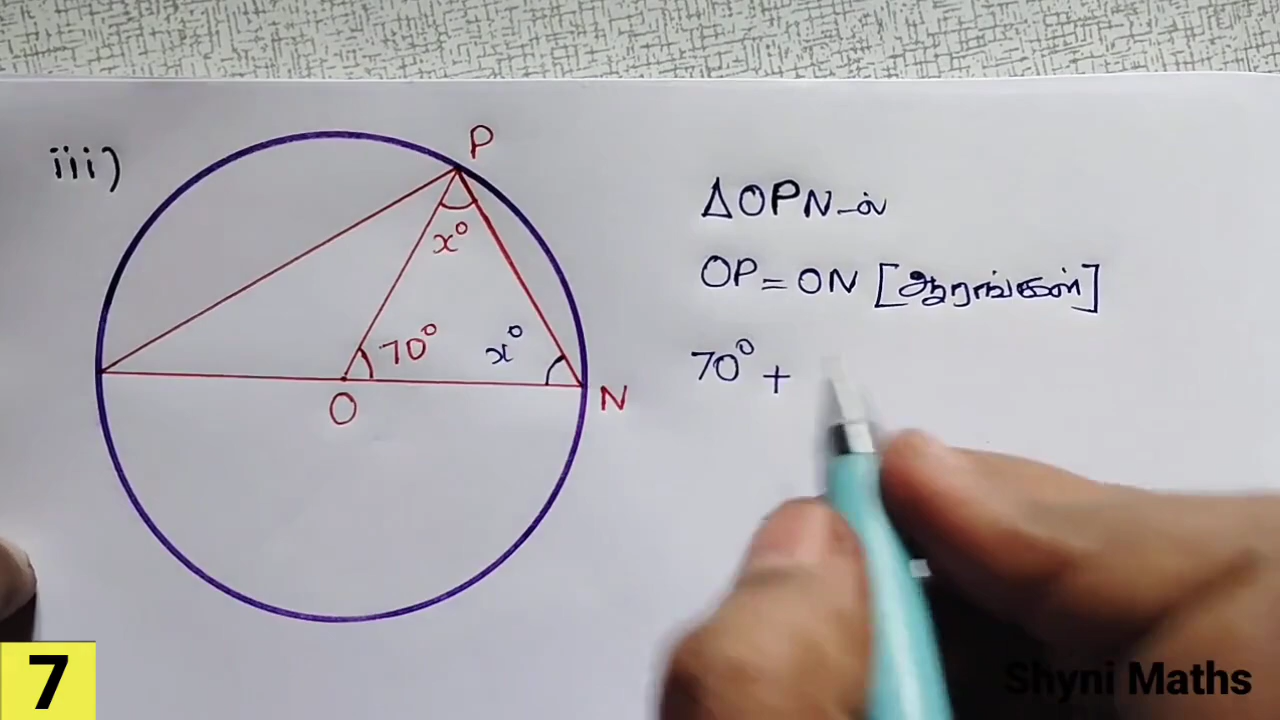 iii)
P
x°
70°
x°
O
N
ΔOPN-ல்
OP = ON [ஆரங்கள்]
70° +
7
Shyni Maths